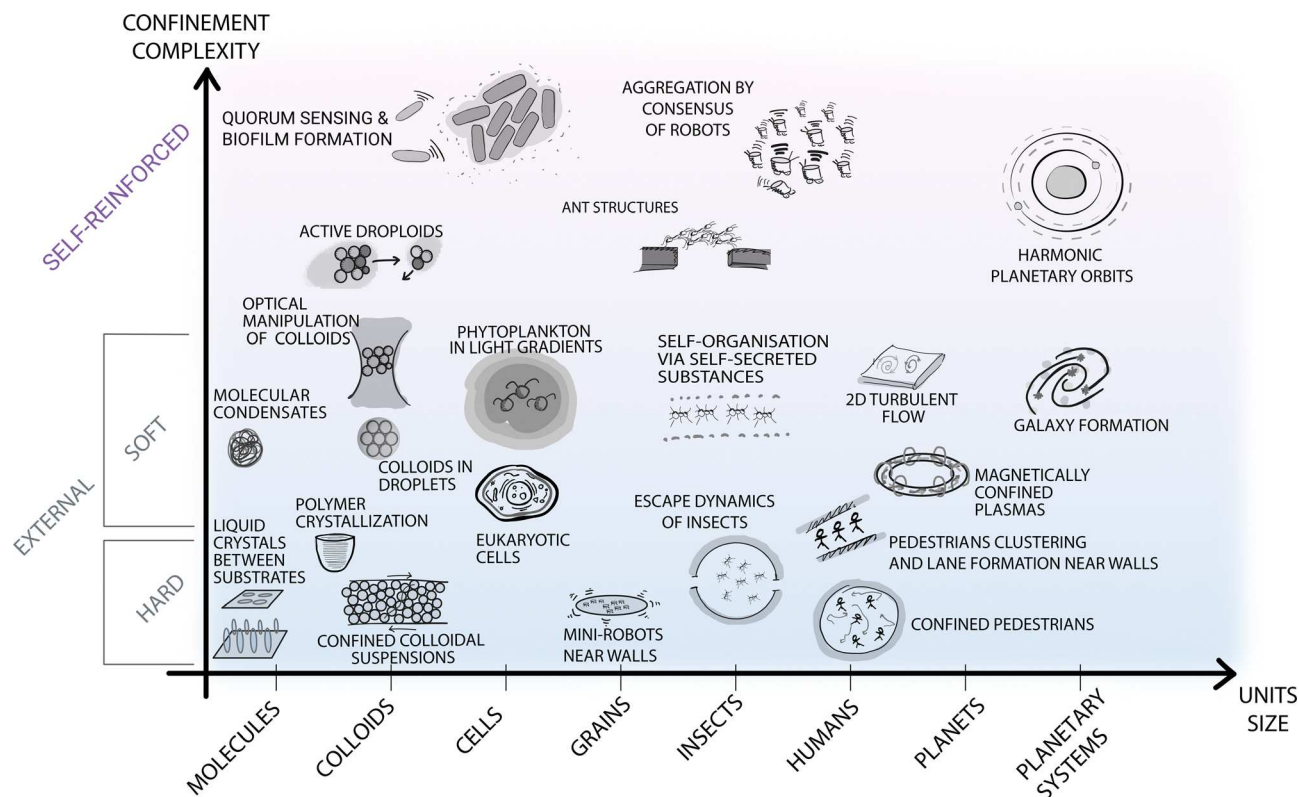 CONFINEMENT
COMPLEXITY
QUORUM SENSING &
BIOFILM FORMATION
AGGREGATION BY
CONSENSUS
OF ROBOTS
SELF-REINFORCED
ANT STRUCTURES
ACTIVE DROPLOIDS
HARMONIC
PLANETARY ORBITS
OPTICAL
MANIPULATION
OF COLLOIDS
PHYTOPLANKTON
IN LIGHT GRADIENTS
SELF-ORGANISATION
VIA SELF-SECRETED
SUBSTANCES
2D TURBULENT
FLOW
GALAXY FORMATION
MOLECULAR
CONDENSATES
SOFT
EXTERNAL
COLLOIDS IN
DROPLETS
MAGNETICALLY
CONFINED
PLASMAS
POLYMER
CRYSTALLIZATION
ESCAPE DYNAMICS
OF INSECTS
LIQUID
CRYSTALS
BETWEEN
SUBSTRATES
EUKARYOTIC
CELLS
PEDESTRIANS CLUSTERING
AND LANE FORMATION NEAR WALLS
HARD
CONFINED COLLOIDAL
SUSPENSIONS
MINI-ROBOTS
NEAR WALLS
CONFINED PEDESTRIANS
UNITS
SIZE
MOLECULES
COLLOIDS
CELLS
GRAINS
INSECTS
HUMANS
PLANETS
PLANETARY
SYSTEMS